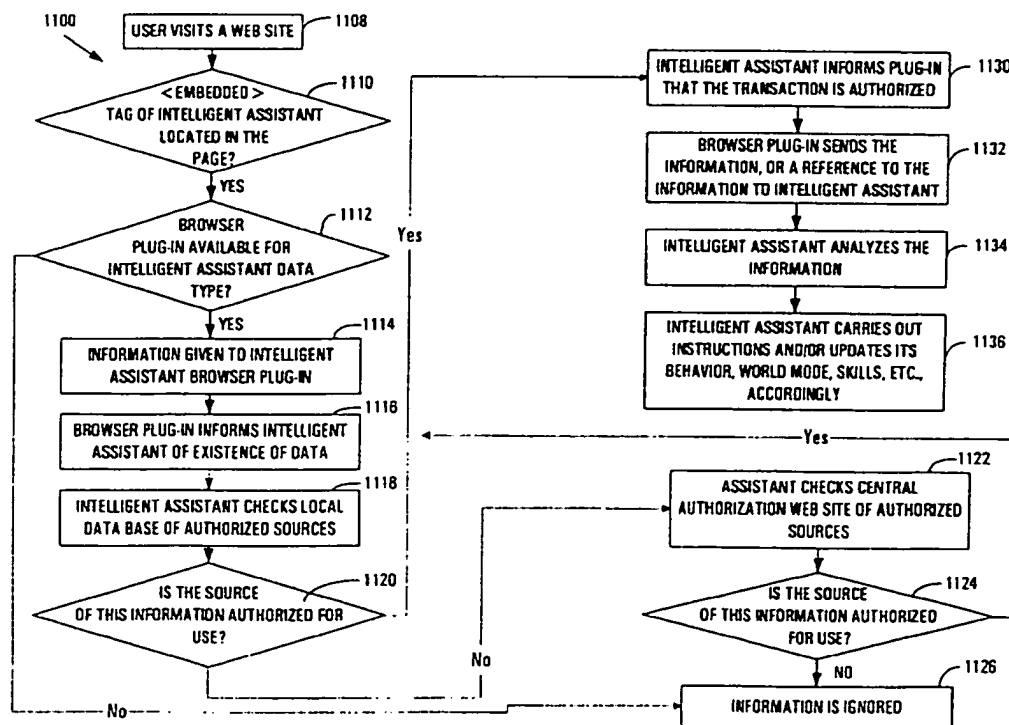 1100
USER VISITS A WEB SITE
1108
<EMBEDDED>
TAG OF INTELLIGENT ASSISTANT
LOCATED IN THE
PAGE?
1110
YES
BROWSER
PLUG-IN AVAILABLE FOR
INTELLIGENT ASSISTANT DATA
TYPE?
1112
YES
INFORMATION GIVEN TO INTELLIGENT
ASSISTANT BROWSER PLUG-IN
1114
BROWSER PLUG-IN INFORMS INTELLIGENT
ASSISTANT OF EXISTENCE OF DATA
1116
INTELLIGENT ASSISTANT CHECKS LOCAL
DATA BASE OF AUTHORIZED SOURCES
1118
IS THE SOURCE
OF THIS INFORMATION AUTHORIZED FOR
USE?
1120
No
No
Yes
INTELLIGENT ASSISTANT INFORMS PLUG-IN
THAT THE TRANSACTION IS AUTHORIZED
1130
BROWSER PLUG-IN SENDS THE
INFORMATION, OR A REFERENCE TO THE
INFORMATION TO INTELLIGENT ASSISTANT
1132
INTELLIGENT ASSISTANT ANALYZES THE
INFORMATION
1134
INTELLIGENT ASSISTANT CARRIES OUT
INSTRUCTIONS AND/OR UPDATES ITS
BEHAVIOR, WORLD MODE, SKILLS, ETC.,
ACCORDINGLY
1136
Yes
ASSISTANT CHECKS CENTRAL
AUTHORIZATION WEB SITE OF AUTHORIZED
SOURCES
1122
IS THE SOURCE
OF THIS INFORMATION AUTHORIZED
FOR USE?
1124
NO
INFORMATION IS IGNORED
1126